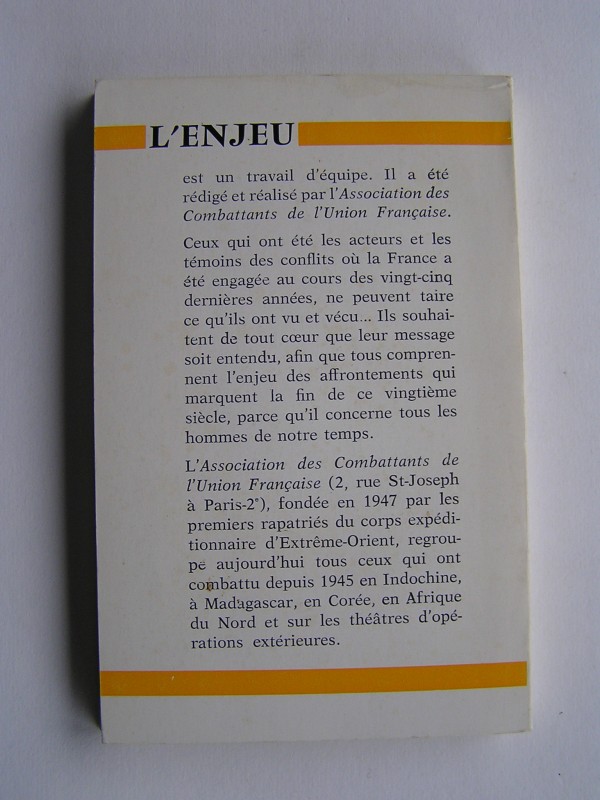 L'ENJEU
est un travail d'équipe. Il a été
rédigé et réalisé par l'Association des
Combattants de l'Union Française.
Ceux qui ont été les acteurs et les
témoins des conflits où la France a
été engagée au cours des vingt-cinq
dernières années, ne peuvent taire
ce qu'ils ont vu et vécu... Ils souhai-
tent de tout cœur que leur message
soit entendu, afin que tous compren-
nent l'enjeu des affrontements qui
marquent la fin de ce vingtième
siècle, parce qu'il concerne tous les
hommes de notre temps.
L'Association des Combattants de
l'Union Française (2, rue St-Joseph
à Paris-2e), fondée en 1947 par les
premiers rapatriés du corps expédi-
tionnaire d'Extrême-Orient, regrou-
pe aujourd'hui tous ceux qui ont
combattu depuis 1945 en Indochine,
à Madagascar, en Corée, en Afrique
du Nord et sur les théâtres d'opé-
rations extérieures.